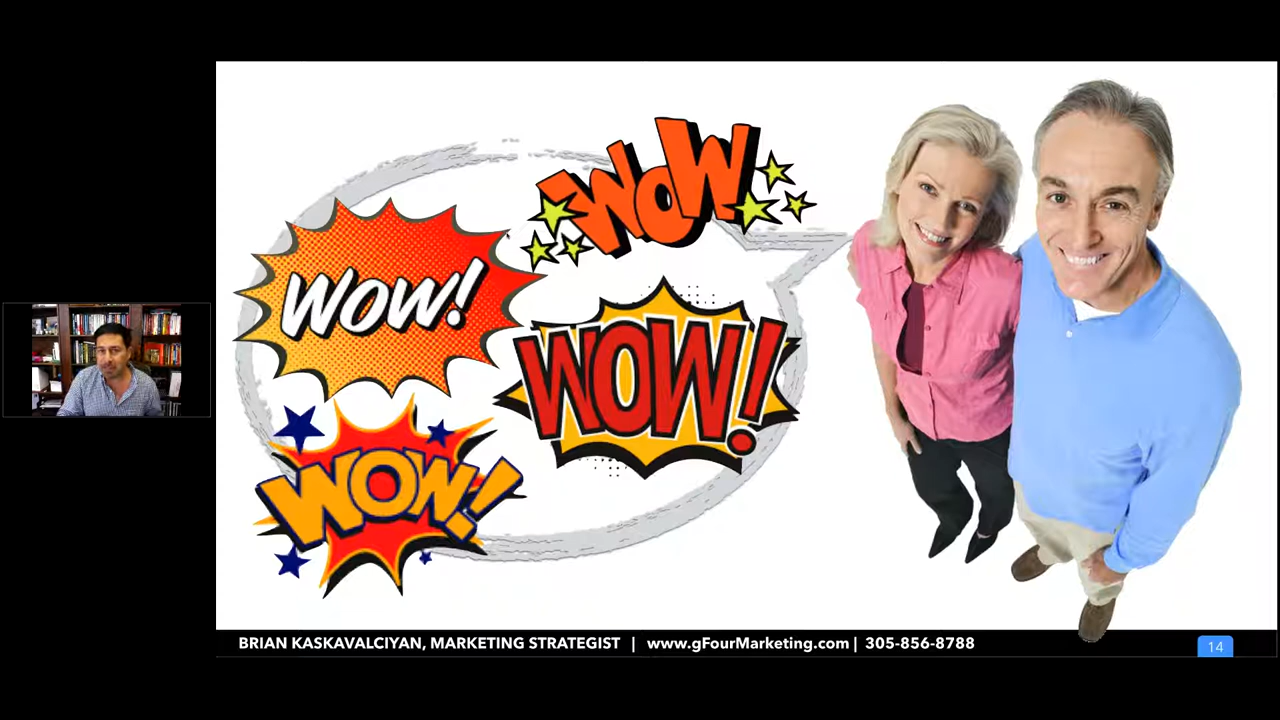 WOW!
WOW!
WOW!
WOW!
BRIAN KASKAVALCIYAN, MARKETING STRATEGIST | www.gFourMarketing.com | 305-856-8788
14